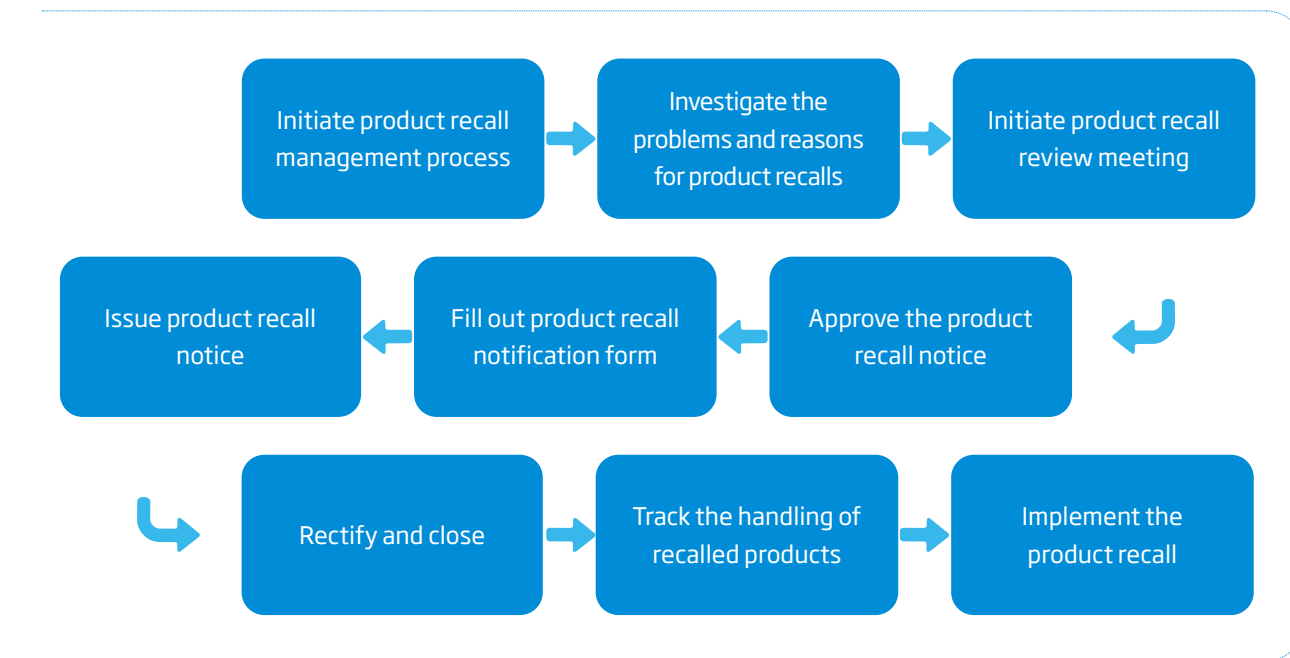 Initiate product recall
management process
Investigate the
problems and reasons
for product recalls
Initiate product recall
review meeting
Approve the product
recall notice
Fill out product recall
notification form
Issue product recall
notice
Rectify and close
Track the handling of
recalled products
Implement the
product recall